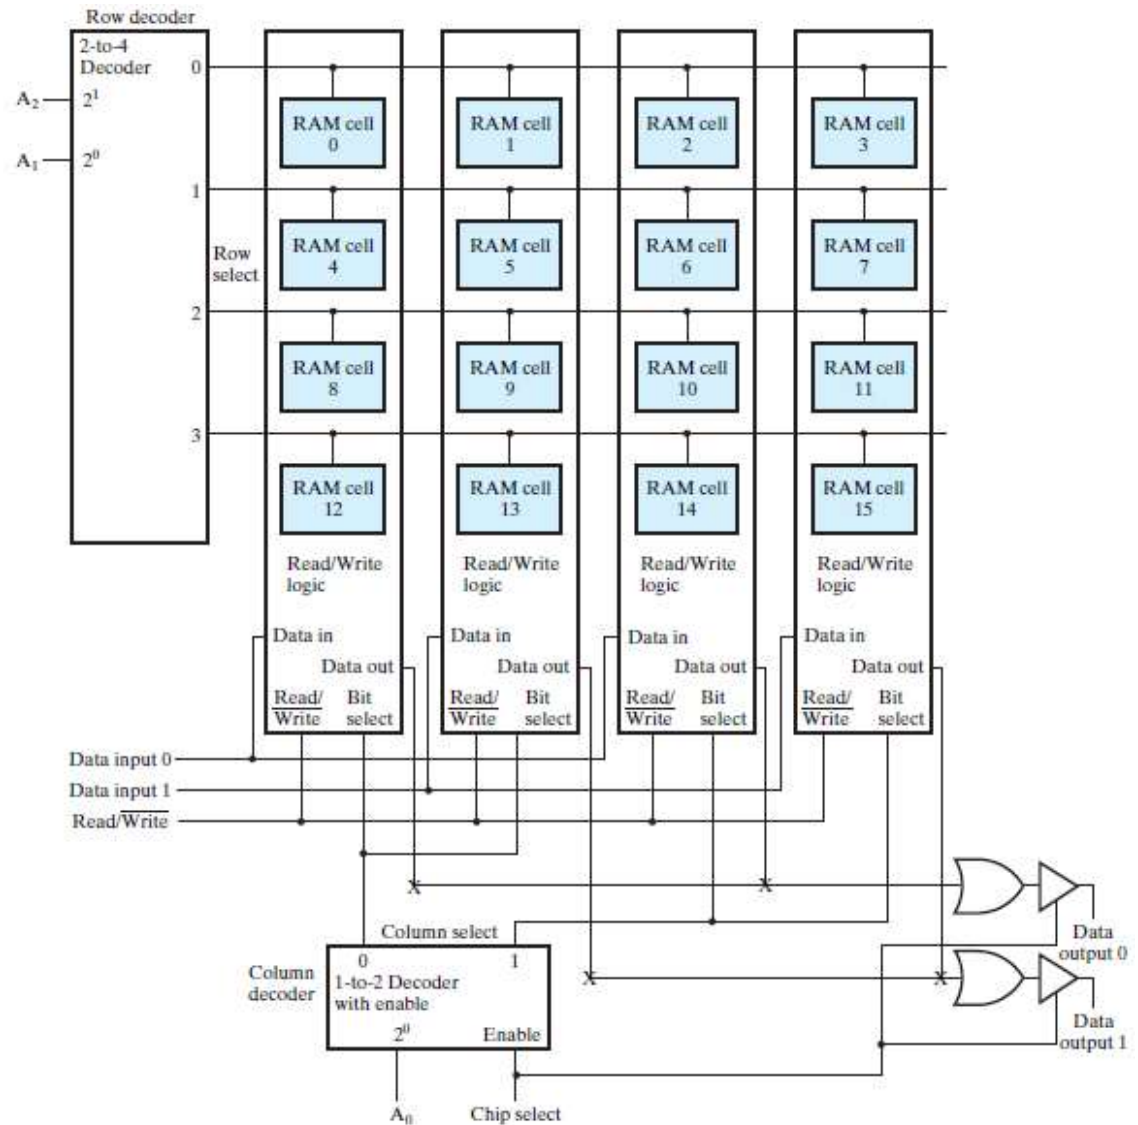 Row decoder
2-to-4
Decoder
A2
2^1
A1
2^0
0
1
2
3
Row
select
RAM cell
0
RAM cell
1
RAM cell
2
RAM cell
3
RAM cell
4
RAM cell
5
RAM cell
6
RAM cell
7
RAM cell
8
RAM cell
9
RAM cell
10
RAM cell
11
RAM cell
12
RAM cell
13
RAM cell
14
RAM cell
15
Read/Write
logic
Read/Write
logic
Read/Write
logic
Read/Write
logic
Data in
Data out
Read/
Write
Bit
select
Data in
Data out
Read/
Write
Bit
select
Data in
Data out
Read/
Write
Bit
select
Data in
Data out
Read/
Write
Bit
select
Data input 0
Data input 1
Read/Write
X
X
X
X
Column select
Column
decoder
0
1
1-to-2 Decoder
with enable
2^0
Enable
A0
Chip select
Data
output 0
Data
output 1